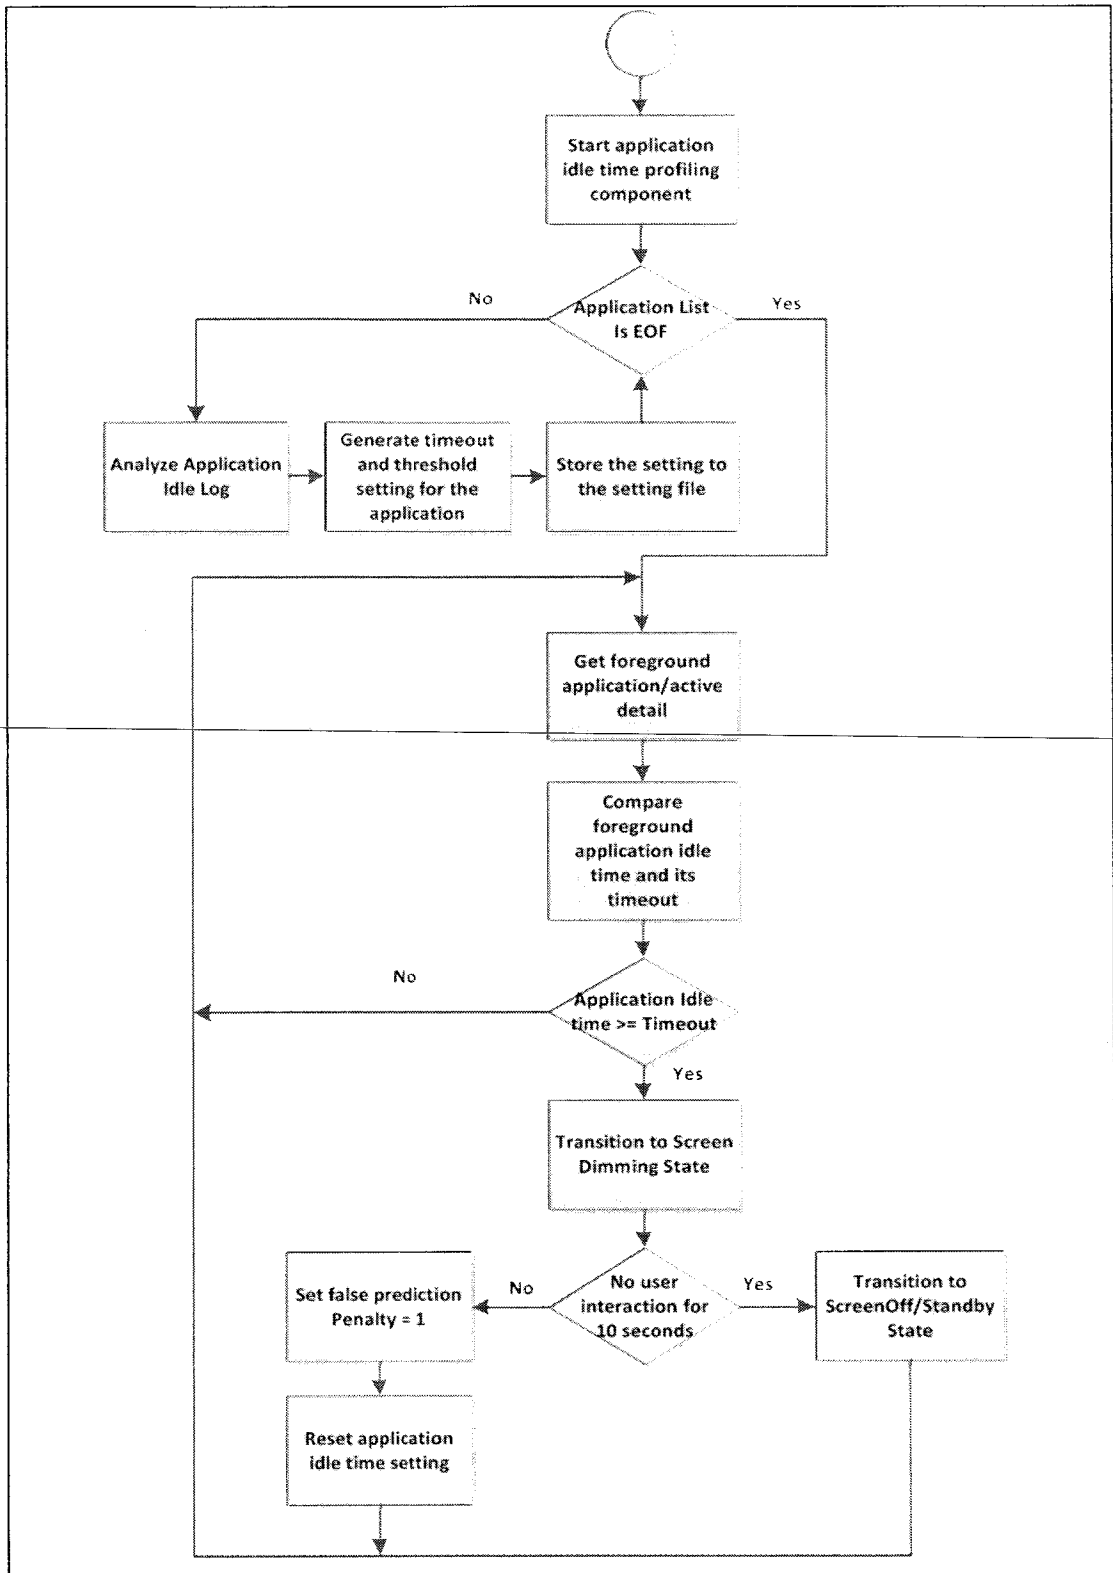 Start application
idle time profiling
component
No
Application List
Is EOF
Yes
Analyze Application
Idle Log
Generate timeout
and threshold
setting for the
application
Store the setting to
the setting file
Get foreground
application/active
detail
Compare
foreground
application idle
time and its
timeout
No
Application Idle
time >= Timeout
Yes
Transition to Screen
Dimming State
Set false prediction
Penalty = 1
No
No user
interaction for
10 seconds
Yes
Transition to
ScreenOff/Standby
State
Reset application
idle time setting